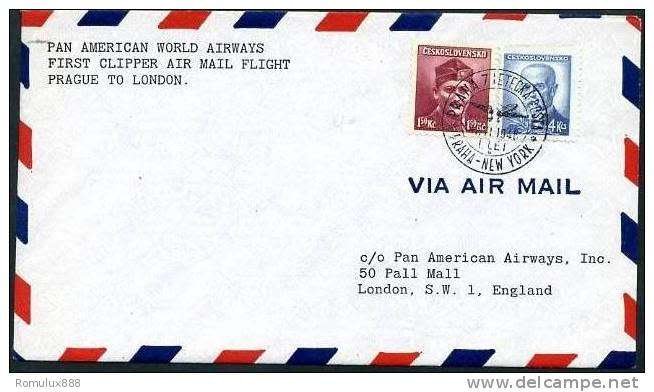 PAN AMERICAN WORLD AIRWAYS
FIRST CLIPPER AIR MAIL FLIGHT
PRAGUE TO LONDON.
ČESKOSLOVENSKO
1.50 Kčs
ČESKOSLOVENSKO
4 Kčs
PRAHA-NEW YORK
VIA AIR MAIL
c/o Pan American Airways, Inc.
50 Pall Mall
London, S.W. 1, England
Romulux888
©delcampe.net